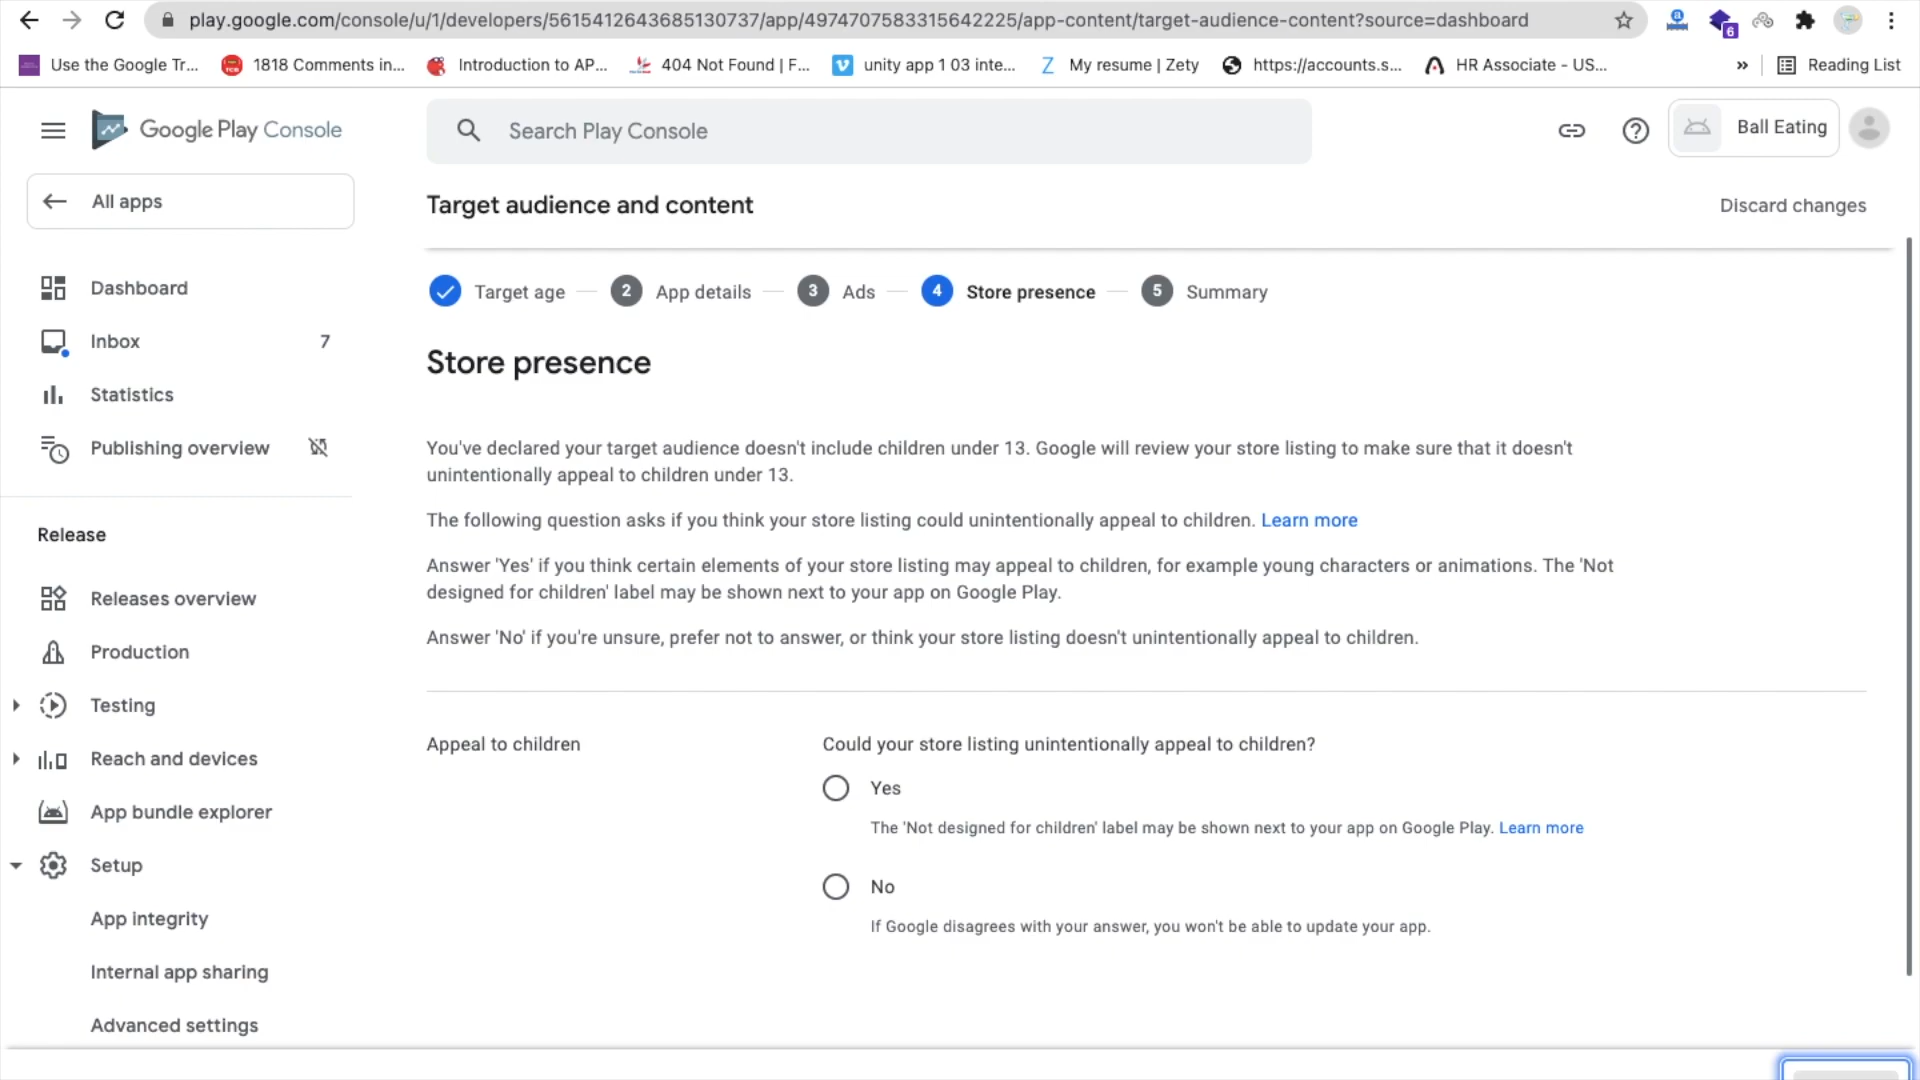 play.google.com/console/u/1/developers/5615412643685130737/app/4974707583315642225/app-content/target-audience-content?source=dashboard
6
Use the Google Tr...
1818 Comments in...
Introduction to AP...
404 Not Found | F...
unity app 1 03 inte...
My resume | Zety
https://accounts.s...
HR Associate - US...
»
Reading List
Google Play Console
Search Play Console
Ball Eating
All apps
Target audience and content
Discard changes
Dashboard
Inbox 7
Statistics
Publishing overview
Release
Releases overview
Production
Testing
Reach and devices
App bundle explorer
Setup
App integrity
Internal app sharing
Advanced settings
Target age
2 App details
3 Ads
4 Store presence
5 Summary
Store presence
You've declared your target audience doesn't include children under 13. Google will review your store listing to make sure that it doesn't
unintentionally appeal to children under 13.
The following question asks if you think your store listing could unintentionally appeal to children. Learn more
Answer 'Yes' if you think certain elements of your store listing may appeal to children, for example young characters or animations. The 'Not
designed for children' label may be shown next to your app on Google Play.
Answer 'No' if you're unsure, prefer not to answer, or think your store listing doesn't unintentionally appeal to children.
Appeal to children
Could your store listing unintentionally appeal to children?
Yes
The 'Not designed for children' label may be shown next to your app on Google Play. Learn more
No
If Google disagrees with your answer, you won't be able to update your app.